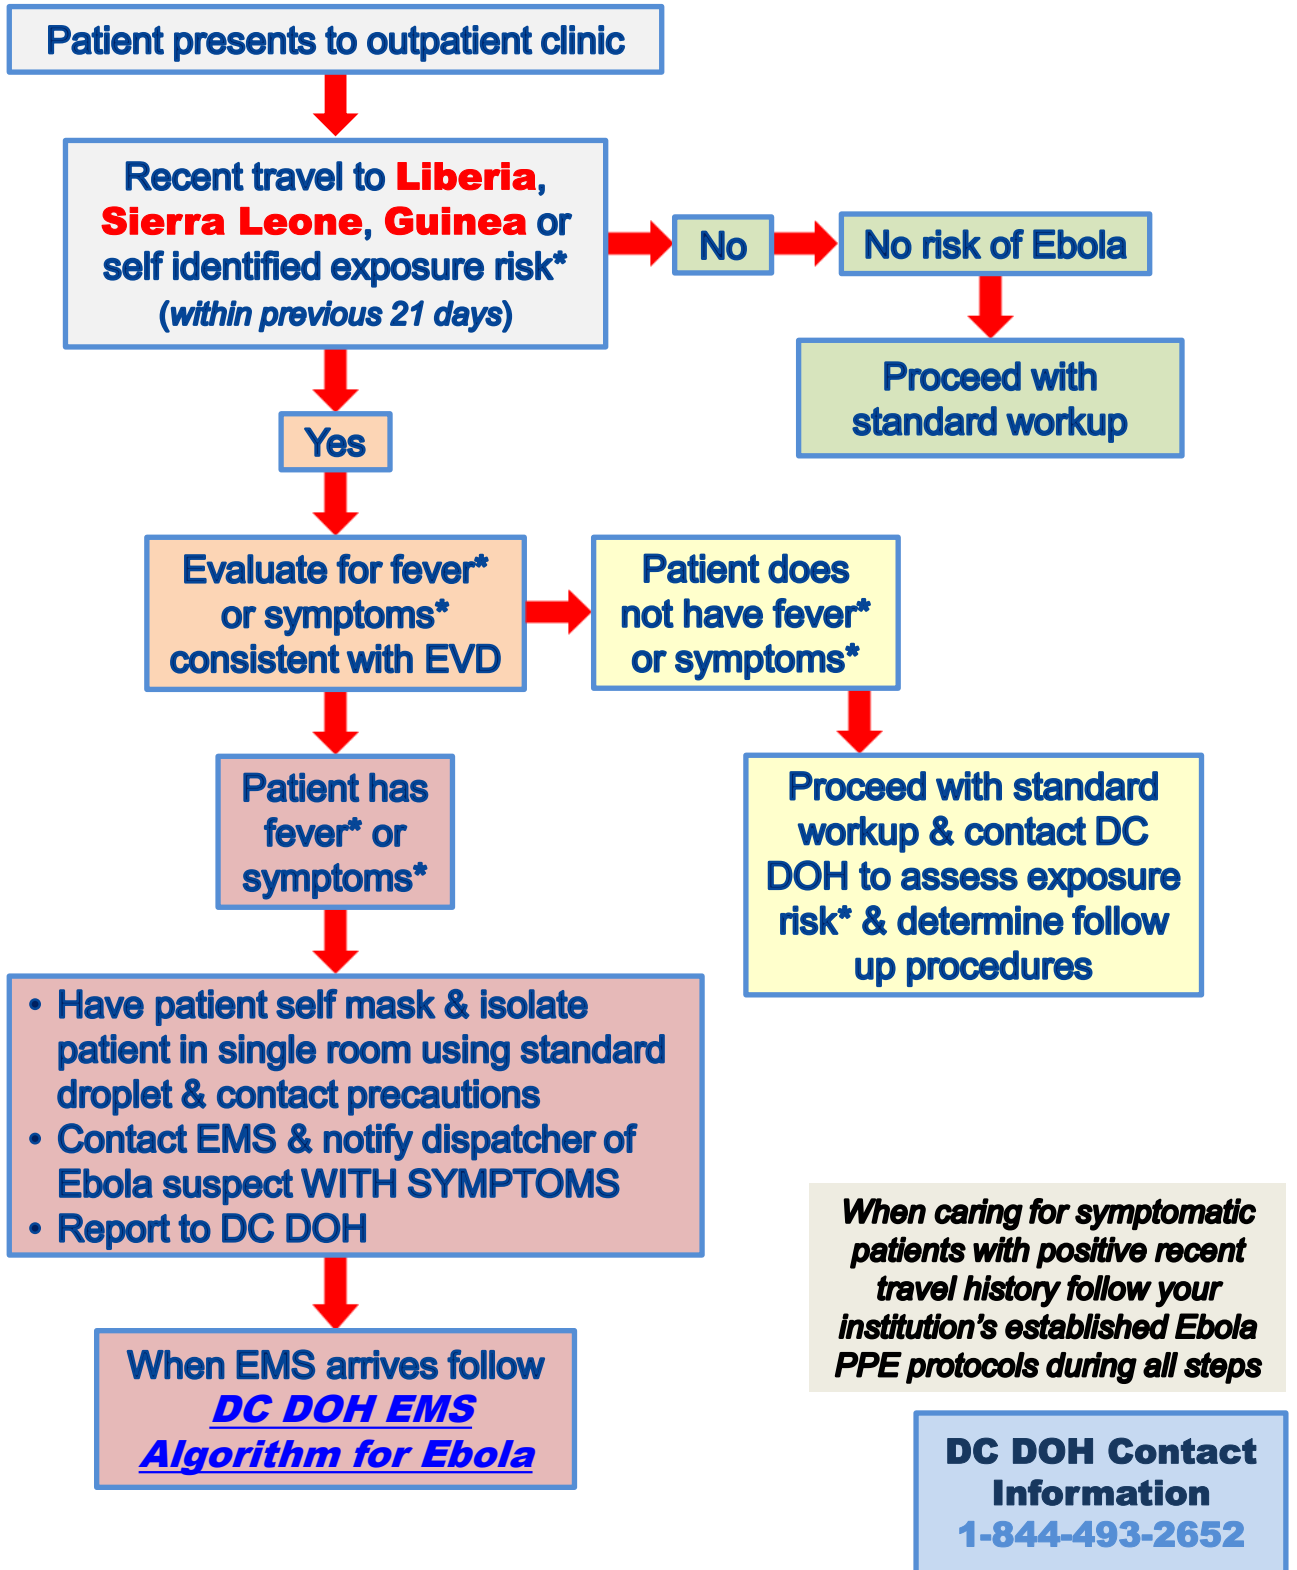 Patient presents to outpatient clinic
Recent travel to Liberia,
Sierra Leone, Guinea or
self identified exposure risk*
(within previous 21 days)
No
No risk of Ebola
Proceed with
standard workup
Yes
Evaluate for fever*
or symptoms*
consistent with EVD
Patient does
not have fever*
or symptoms*
Patient has
fever* or
symptoms*
Proceed with standard
workup & contact DC
DOH to assess exposure
risk* & determine follow
up procedures
• Have patient self mask & isolate
patient in single room using standard
droplet & contact precautions
• Contact EMS & notify dispatcher of
Ebola suspect WITH SYMPTOMS
• Report to DC DOH
When EMS arrives follow
DC DOH EMS
Algorithm for Ebola
When caring for symptomatic
patients with positive recent
travel history follow your
institution’s established Ebola
PPE protocols during all steps
DC DOH Contact
Information
1-844-493-2652